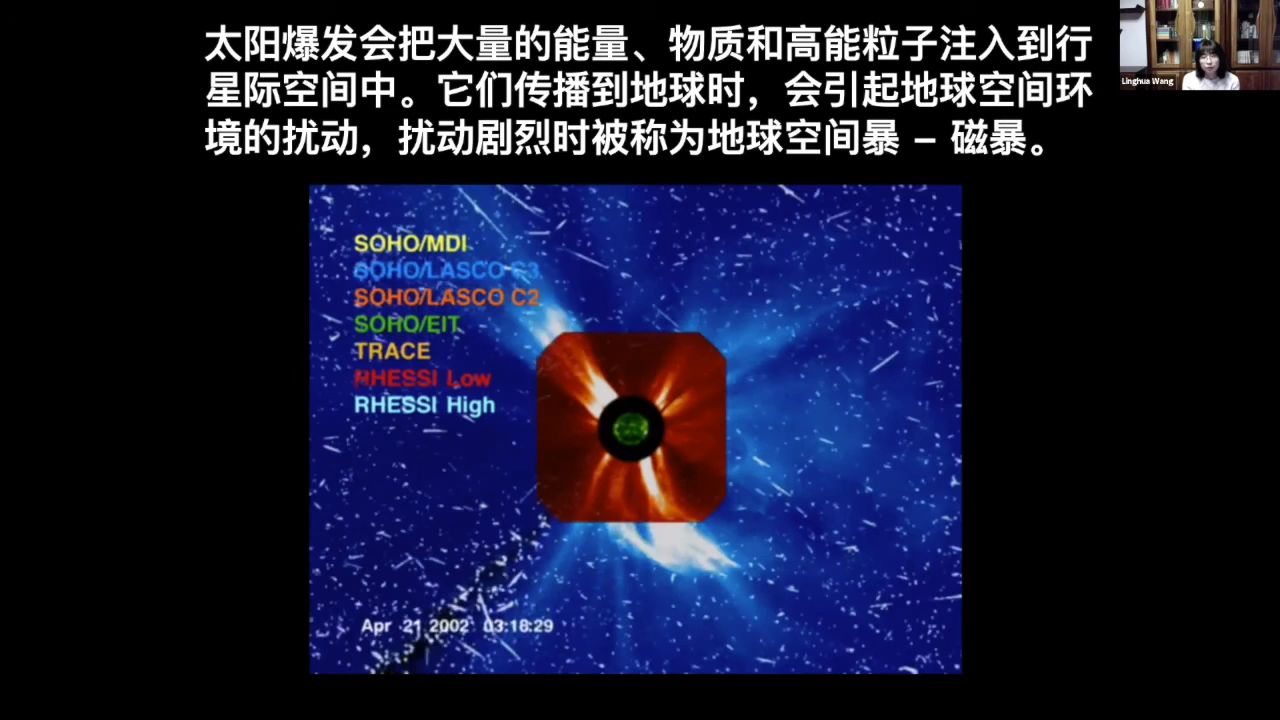 太阳爆发会把大量的能量、物质和高能粒子注入到行
星际空间中。它们传播到地球时，会引起地球空间环
境的扰动，扰动剧烈时被称为地球空间暴 – 磁暴。
Linghua Wang
SOHO/MDI
SOHO/LASCO C3
SOHO/LASCO C2
SOHO/EIT
TRACE
RHESSI Low
RHESSI High
Apr 21 2002 03:18:29